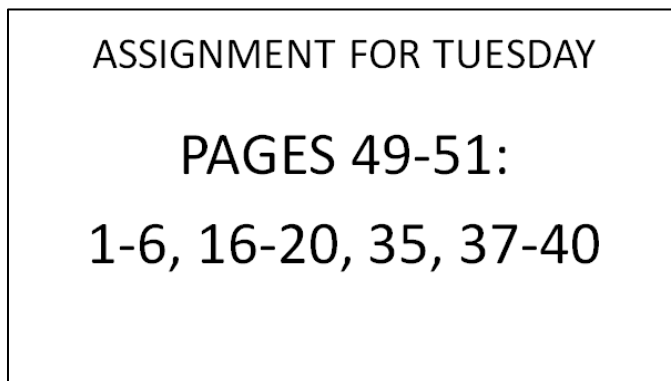 ASSIGNMENT FOR TUESDAY
PAGES 49-51:
1-6, 16-20, 35, 37-40